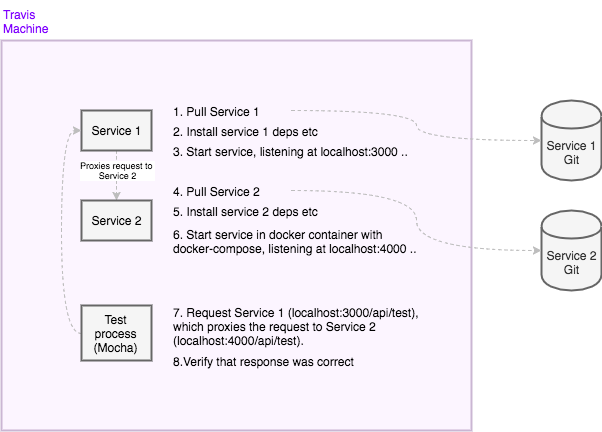 Travis
Machine
Service 1
1. Pull Service 1
2. Install service 1 deps etc
3. Start service, listening at localhost:3000 ..
Service 1
Git
Proxies request to
Service 2
Service 2
4. Pull Service 2
5. Install service 2 deps etc
6. Start service in docker container with
docker-compose, listening at localhost:4000 ..
Service 2
Git
Test
process
(Mocha)
7. Request Service 1 (localhost:3000/api/test),
which proxies the request to Service 2
(localhost:4000/api/test).
8.Verify that response was correct